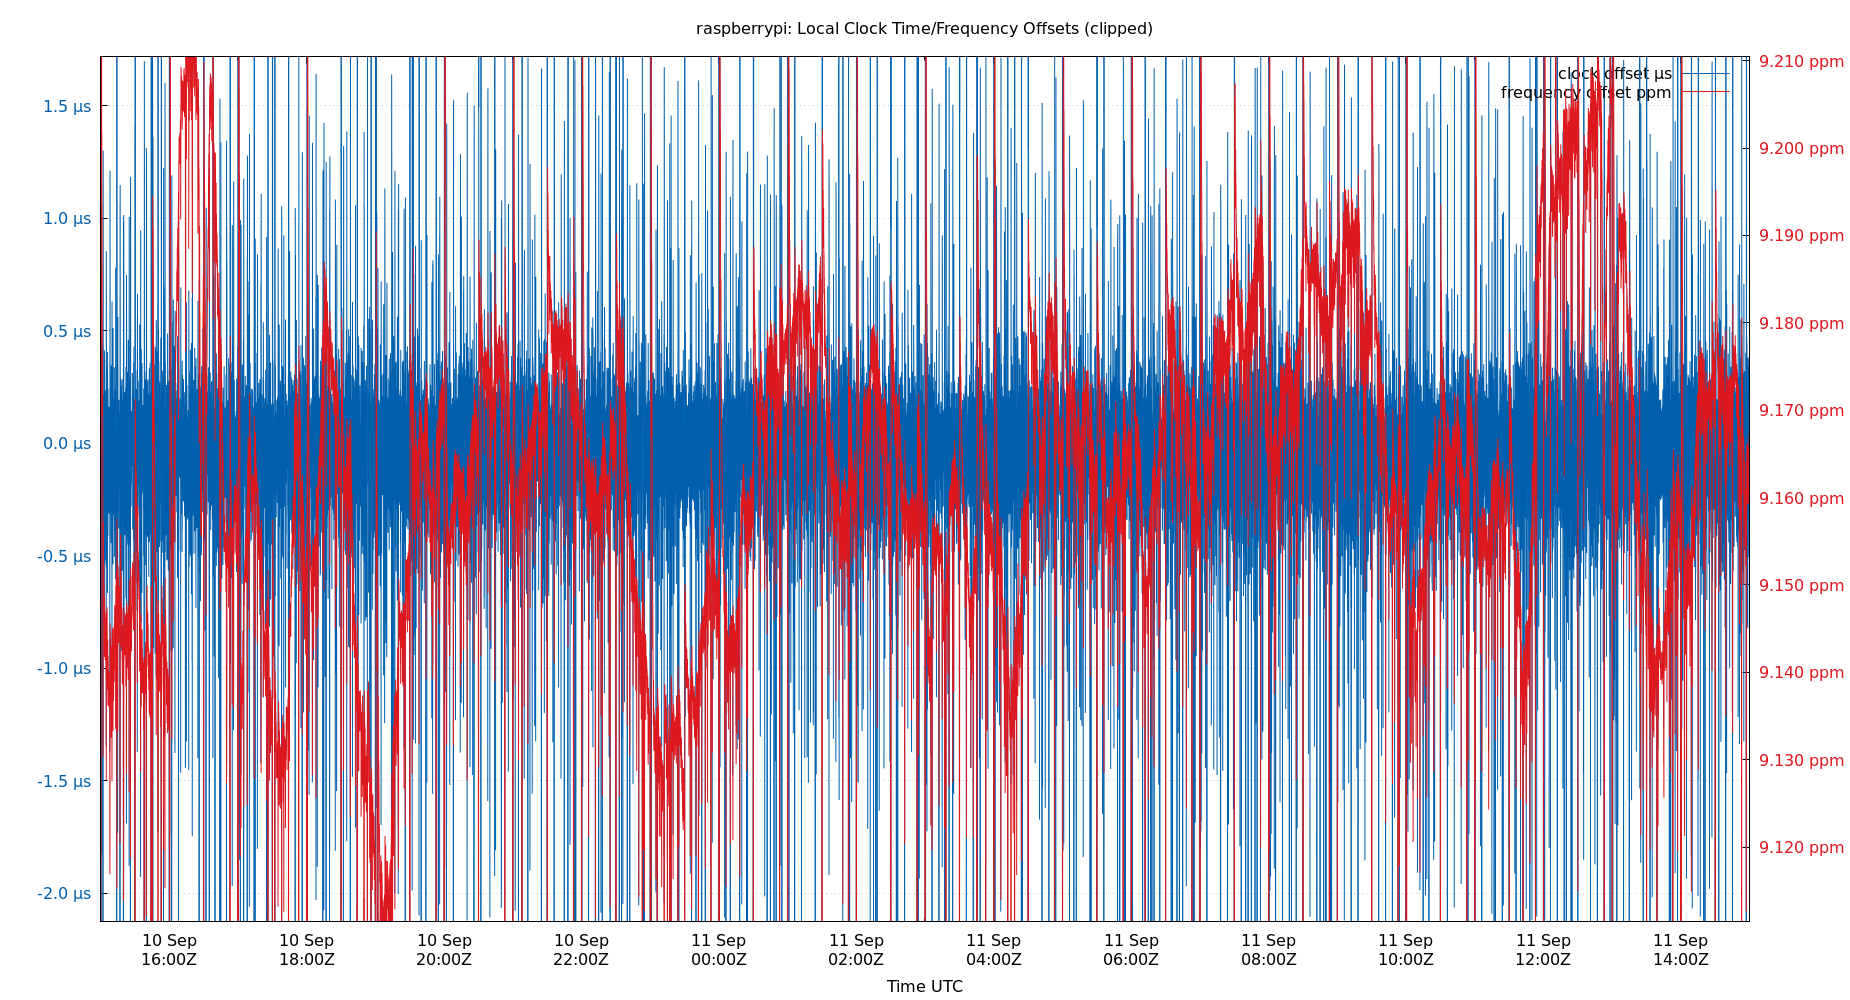 raspberrypi: Local Clock Time/Frequency Offsets (clipped)
clock offset µs
frequency offset ppm
1.5 µs
1.0 µs
0.5 µs
0.0 µs
-0.5 µs
-1.0 µs
-1.5 µs
-2.0 µs
9.210 ppm
9.200 ppm
9.190 ppm
9.180 ppm
9.170 ppm
9.160 ppm
9.150 ppm
9.140 ppm
9.130 ppm
9.120 ppm
10 Sep
16:00Z
10 Sep
18:00Z
10 Sep
20:00Z
10 Sep
22:00Z
11 Sep
00:00Z
11 Sep
02:00Z
11 Sep
04:00Z
11 Sep
06:00Z
11 Sep
08:00Z
11 Sep
10:00Z
11 Sep
12:00Z
11 Sep
14:00Z
Time UTC